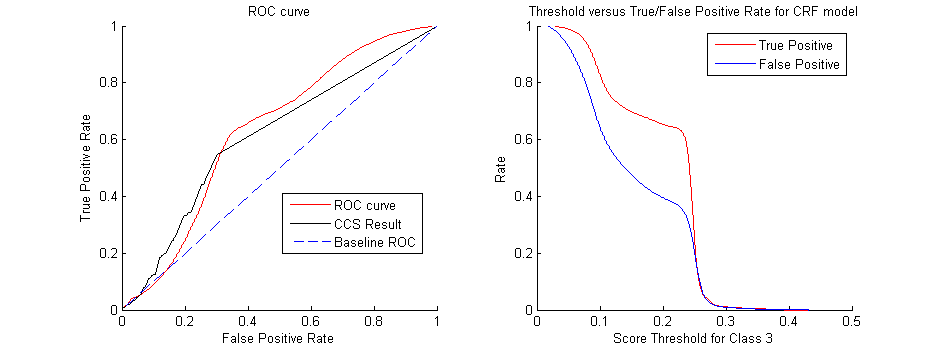 ROC curve
1
0.8
0.6
0.4
0.2
0
True Positive Rate
ROC curve
CCS Result
Baseline ROC
0 0.2 0.4 0.6 0.8 1
False Positive Rate
Threshold versus True/False Positive Rate for CRF model
1
0.8
0.6
0.4
0.2
0
Rate
True Positive
False Positive
0 0.1 0.2 0.3 0.4 0.5
Score Threshold for Class 3